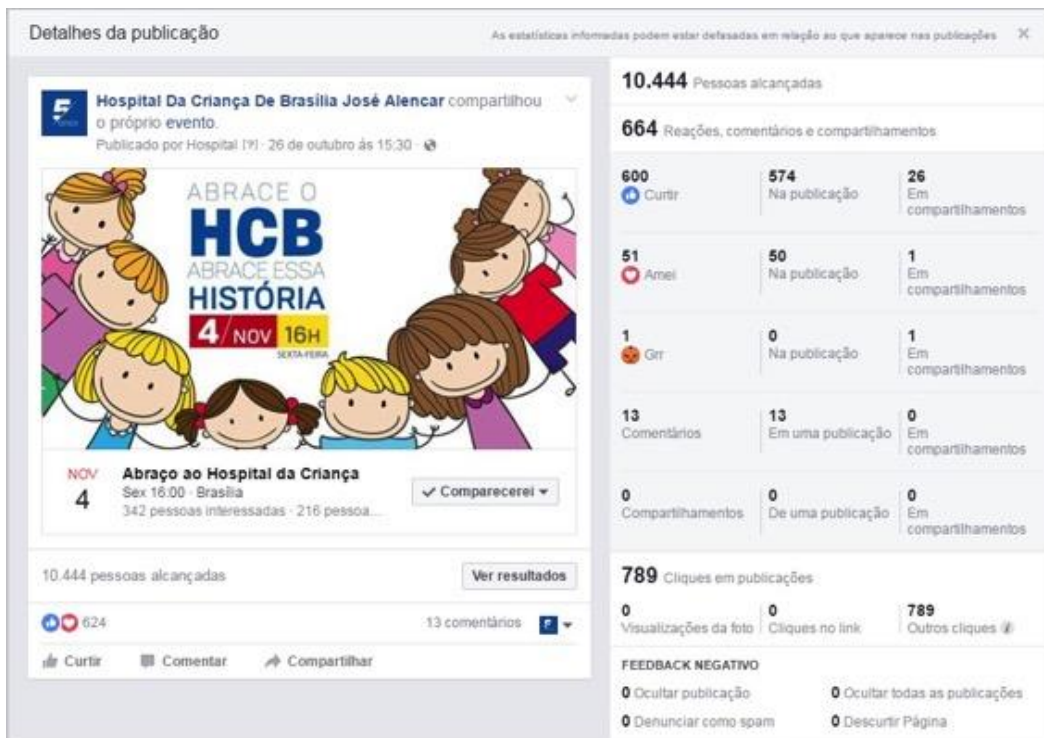 Detalhes da publicação
As estatísticas informadas podem estar defasadas em relação ao que aparece nas publicações
Hospital Da Criança De Brasília José Alencar compartilhou
o próprio evento.
Publicado por Hospital [?] · 26 de outubro às 15:30 ·
ABRACE O
HCB
ABRACE ESSA
HISTÓRIA
4/NOV 16H
SEXTA-FEIRA
NOV
4
Abraço ao Hospital da Criança
Sex 16:00 · Brasília
342 pessoas interessadas · 216 pessoa...
Comparecerei
10.444 pessoas alcançadas
Ver resultados
624
13 comentários
Curtir Comentar Compartilhar
10.444 Pessoas alcançadas
664 Reações, comentários e compartilhamentos
600
Curtir
574
Na publicação
26
Em
compartilhamentos
51
Amei
50
Na publicação
1
Em
compartilhamentos
1
Grr
0
Na publicação
1
Em
compartilhamentos
13
Comentários
13
Em uma publicação
0
Em
compartilhamentos
0
Compartilhamentos
0
De uma publicação
0
Em
compartilhamentos
789 Cliques em publicações
0
Visualizações da foto
0
Cliques no link
789
Outros cliques
FEEDBACK NEGATIVO
0 Ocultar publicação
0 Ocultar todas as publicações
0 Denunciar como spam
0 Descurtir Página